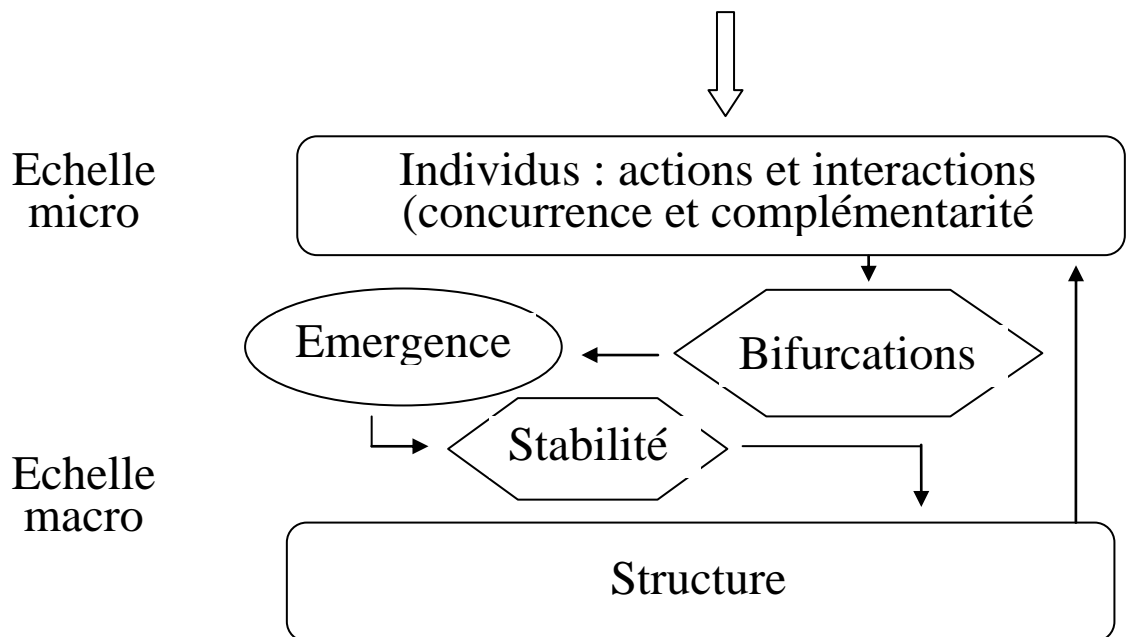 Echelle
micro
Individus : actions et interactions
(concurrence et complémentarité
Emergence
Bifurcations
Stabilité
Echelle
macro
Structure